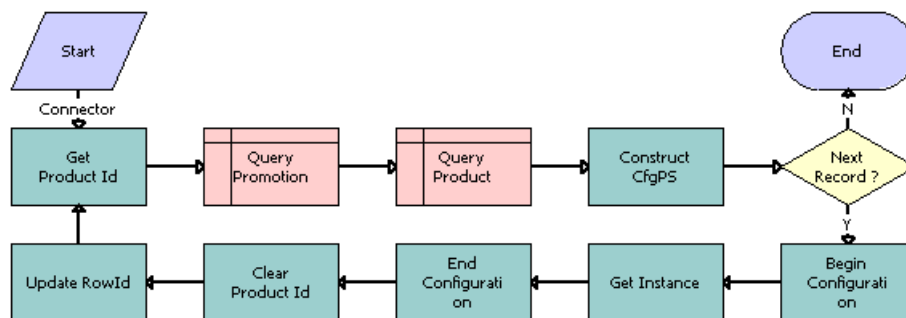 Start
End
Connector
N
Get
Product Id
Query
Promotion
Query
Product
Construct
CfgPS
Next
Record ?
Y
Update RowId
Clear
Product Id
End
Configurati
on
Get Instance
Begin
Configurati
on